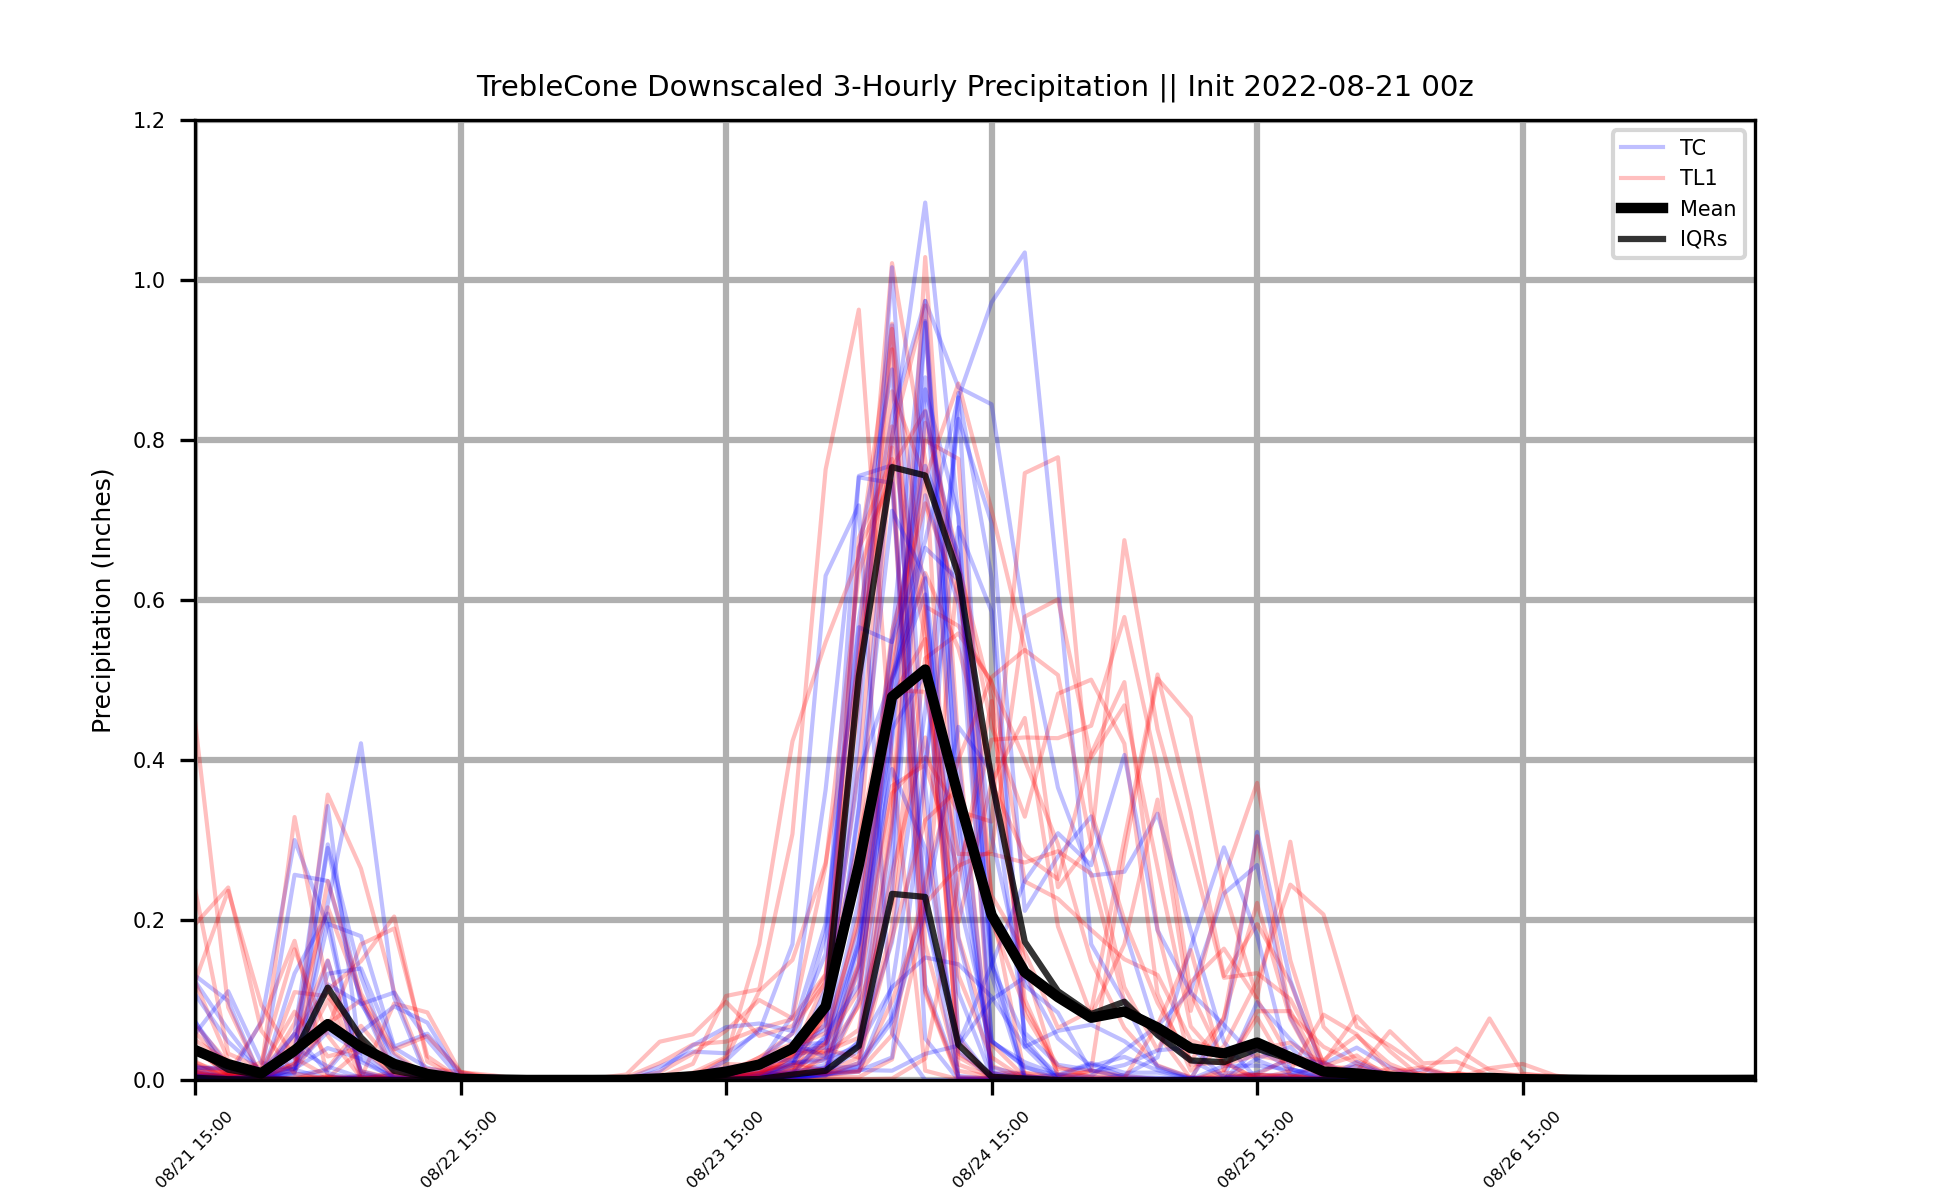 TrebleCone Downscaled 3-Hourly Precipitation || Init 2022-08-21 00z
1.2
1.0
0.8
0.6
0.4
0.2
0.0
Precipitation (Inches)
TC
TL1
Mean
IQRs
08/21 15:00
08/22 15:00
08/23 15:00
08/24 15:00
08/25 15:00
08/26 15:00